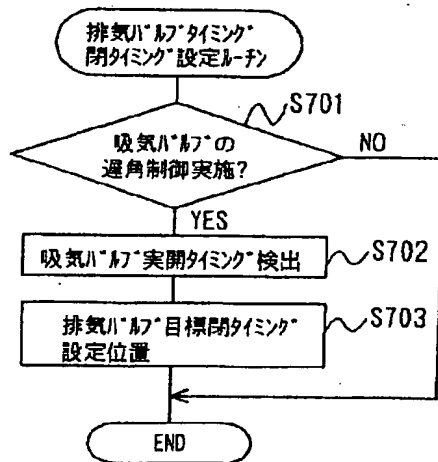 排気ﾊﾞﾙﾌﾞﾀｲﾐﾝｸﾞ
閉ﾀｲﾐﾝｸﾞ設定ﾙｰﾁﾝ
S701
吸気ﾊﾞﾙﾌﾞの
遅角制御実施?
NO
YES
吸気ﾊﾞﾙﾌﾞ実開ﾀｲﾐﾝｸﾞ検出
S702
排気ﾊﾞﾙﾌﾞ目標閉ﾀｲﾐﾝｸﾞ
設定位置
S703
END